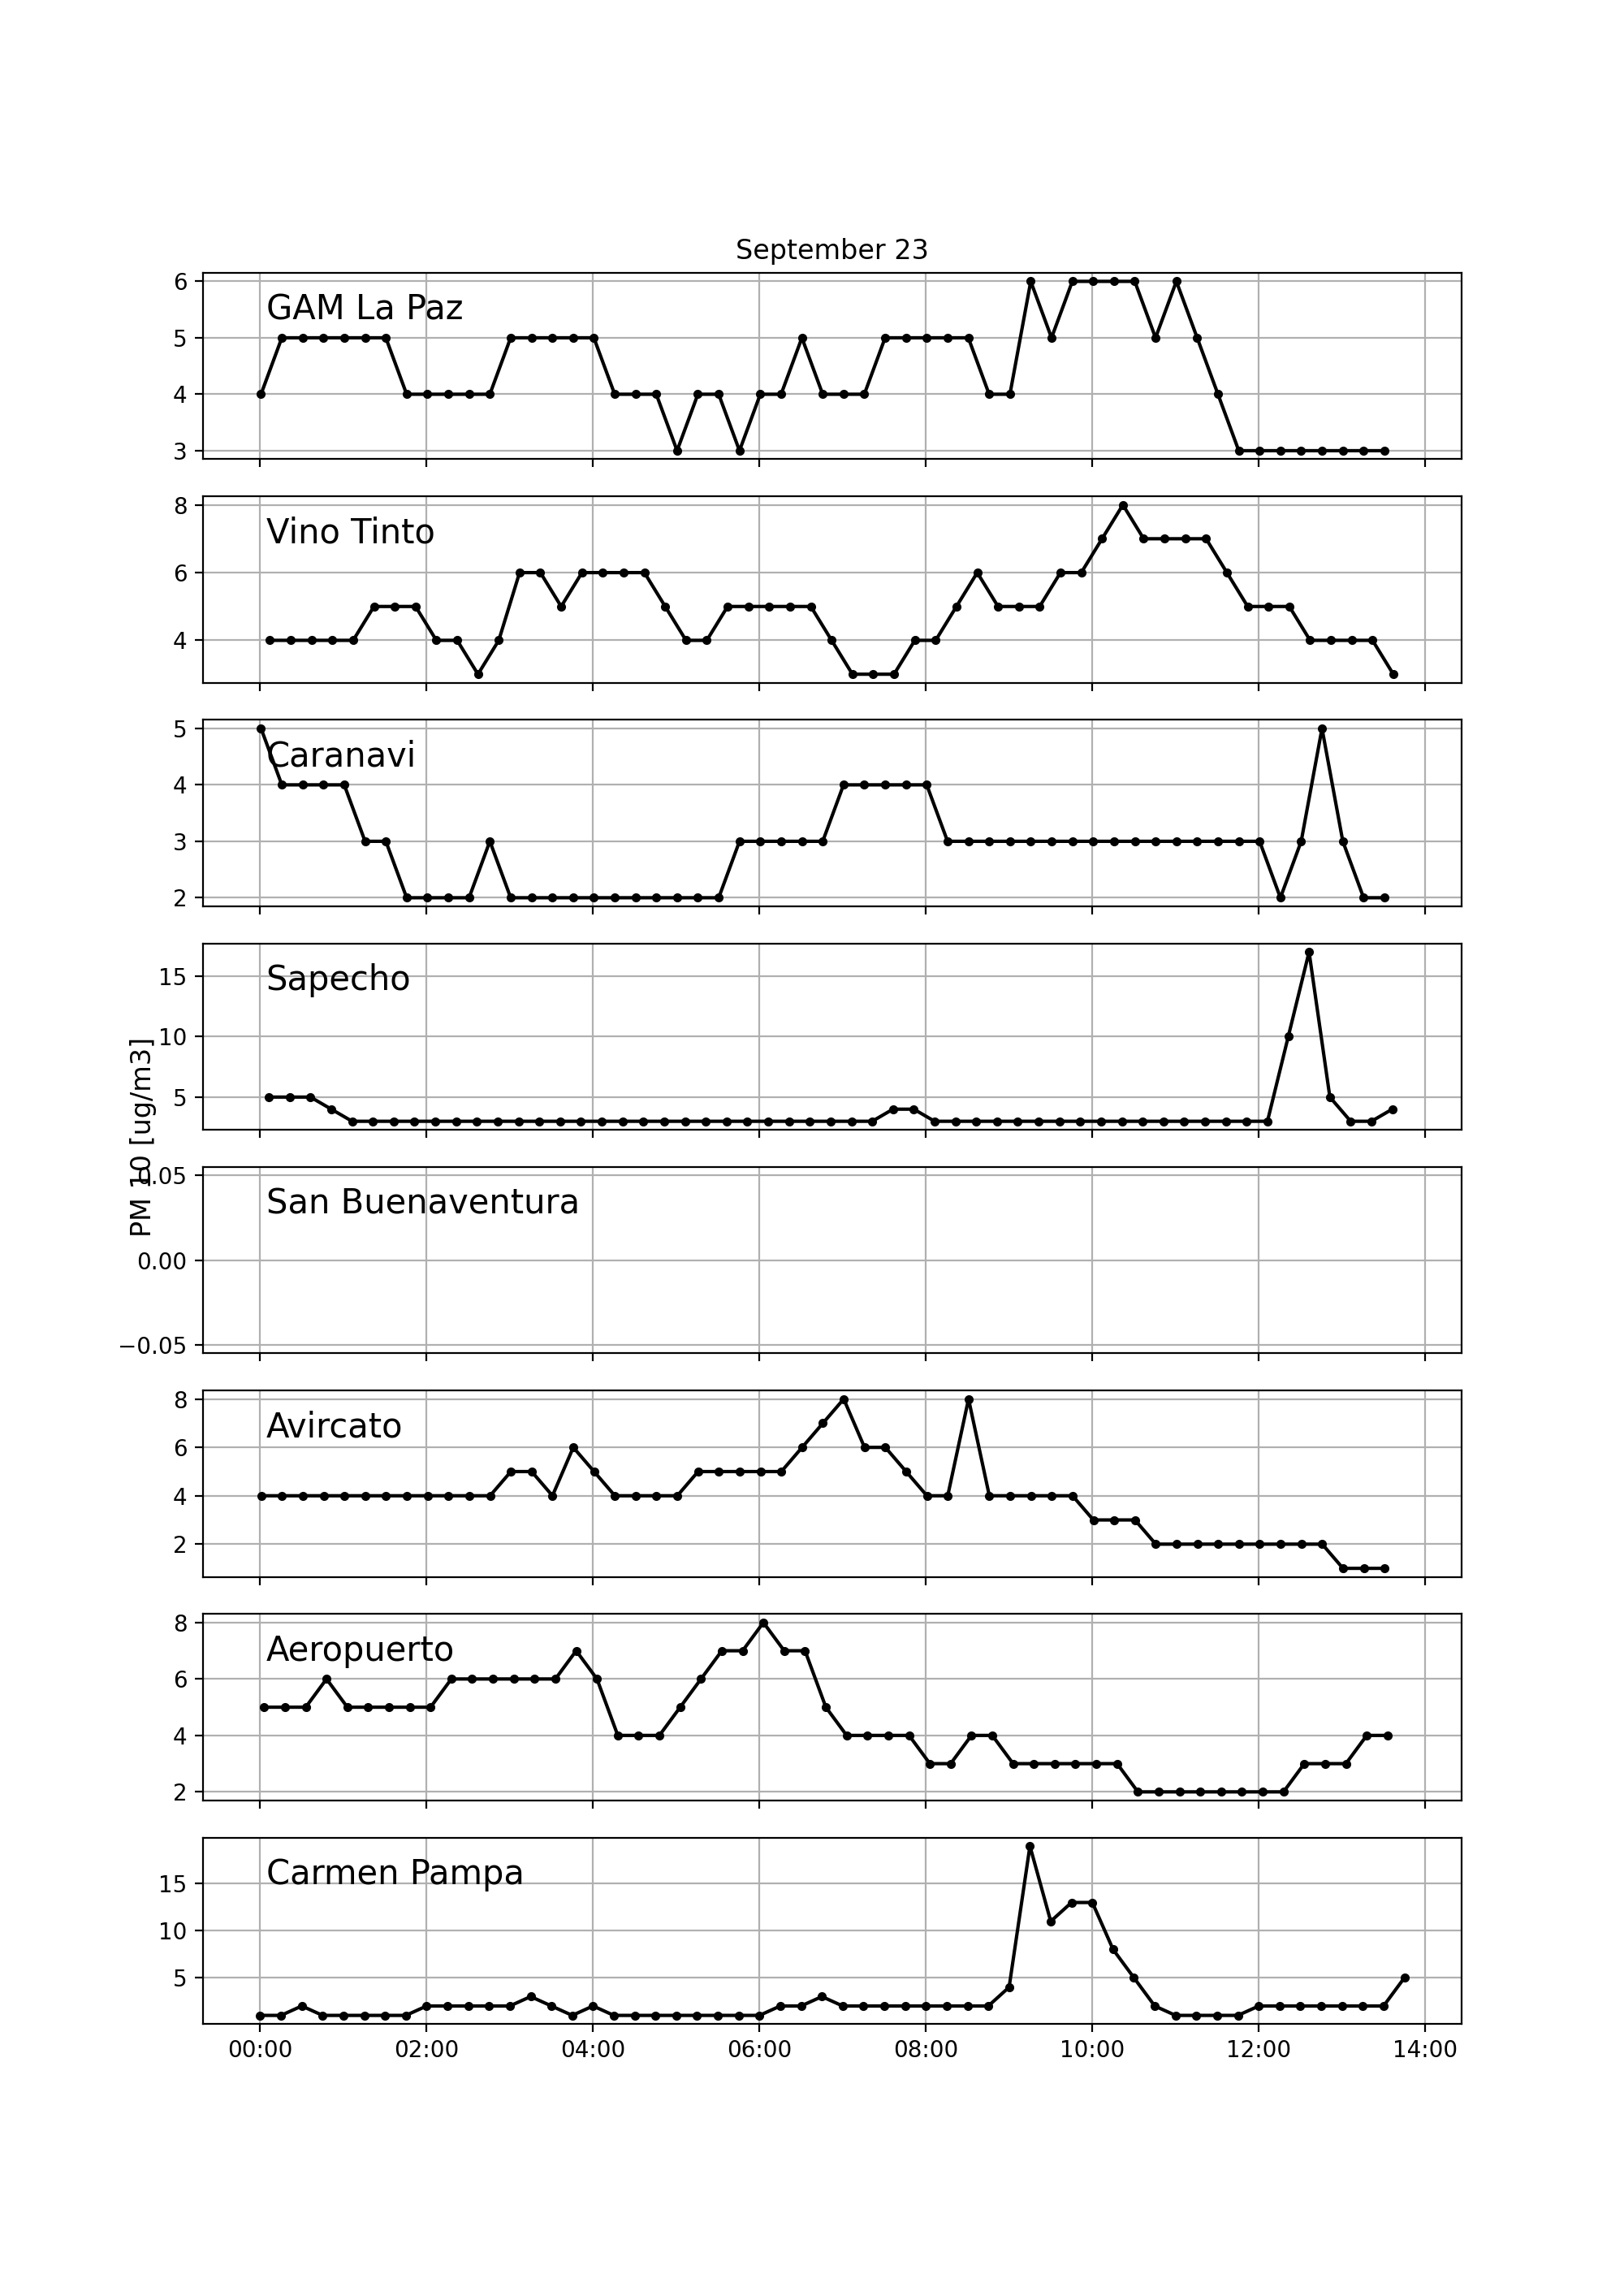 September 23
6
GAM La Paz
5
4
3
8
Vino Tinto
6
4
5
Caranavi
4
3
2
15
Sapecho
10
5
PM 10 [ug/m3]
0.05
San Buenaventura
0.00
−0.05
8
Avircato
6
4
2
8
Aeropuerto
6
4
2
Carmen Pampa
15
10
5
00:00 02:00 04:00 06:00 08:00 10:00 12:00 14:00